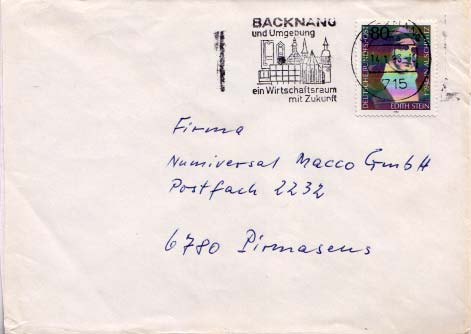 BACKNANG
und Umgebung
ein Wirtschaftsraum
mit Zukunft
80
DEUTSCHE BUNDESPOST
EDITH STEIN
715
Firma
Numiversal Macco GmbH
Postfach 2232
6780 Pirmasens